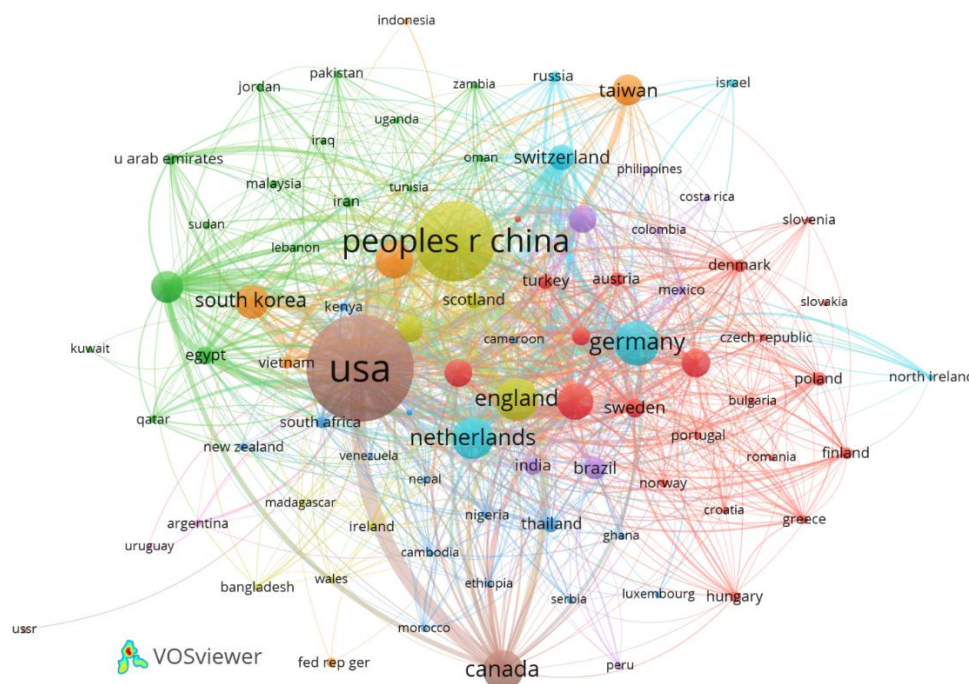 indonesia
pakistan
jordan
zambia
russia
israel
taiwan
uganda
iraq
u arab emirates
oman
switzerland
philippines
malaysia
tunisia
iran
costa rica
sudan
slovenia
colombia
lebanon
peoples r china
denmark
turkey
austria
mexico
south korea
scotland
slovakia
kenya
cameroon
germany
czech republic
kuwait
egypt
vietnam
usa
poland
north ireland
england
sweden
bulgaria
qatar
south africa
netherlands
portugal
new zealand
venezuela
india
brazil
romania
finland
nepal
norway
madagascar
croatia
argentina
ireland
nigeria
thailand
ghana
greece
uruguay
cambodia
bangladesh
wales
ethiopia
serbia
luxembourg
hungary
ussr
morocco
VOSviewer
fed rep ger
canada
peru